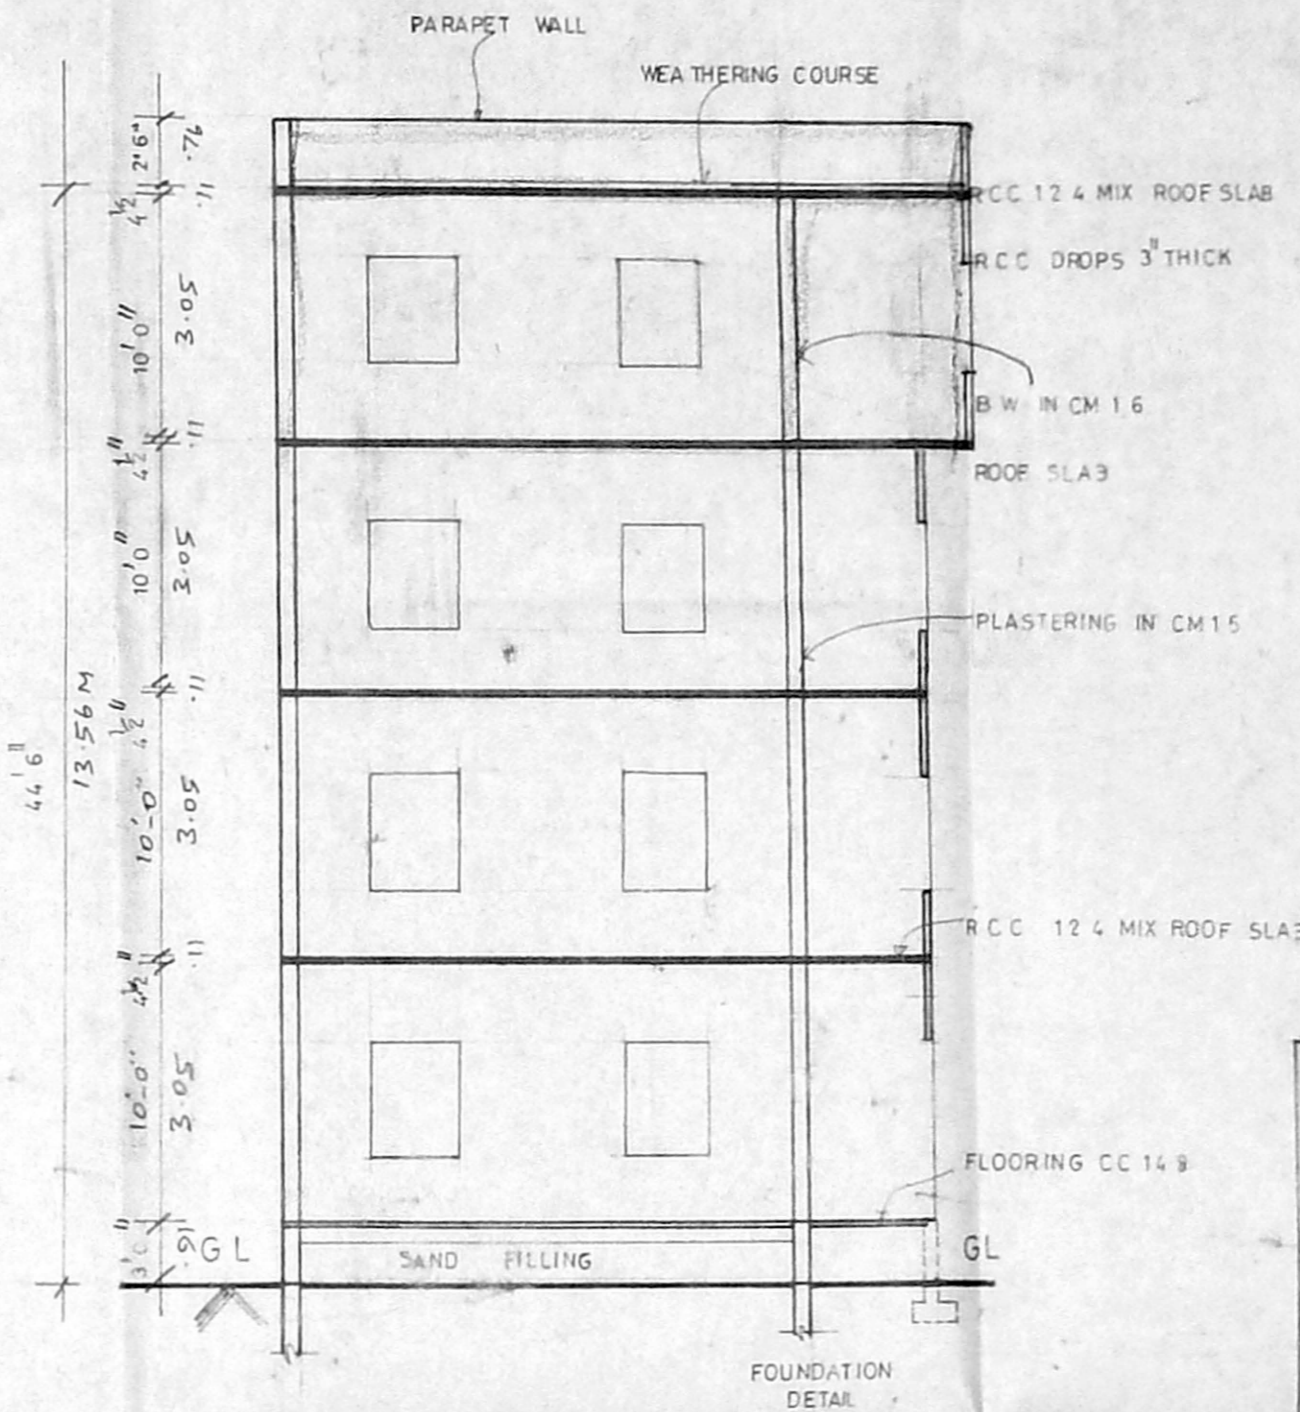 PARAPET WALL
WEATHERING COURSE
2'6"
.76
4½"
.11
RCC 1 2 4 MIX ROOF SLAB
RCC DROPS 3" THICK
10'0"
3.05
B W IN CM 1 6
4½"
.11
ROOF SLAB
10'0"
3.05
PLASTERING IN CM 1 5
4½"
.11
44'6"
13.56 M
10'-0"
3.05
RCC 1 2 4 MIX ROOF SLAB
4½"
.11
10'-0"
3.05
FLOORING CC 1 4 8
3'0"
.91
GL
SAND FILLING
GL
FOUNDATION
DETAIL